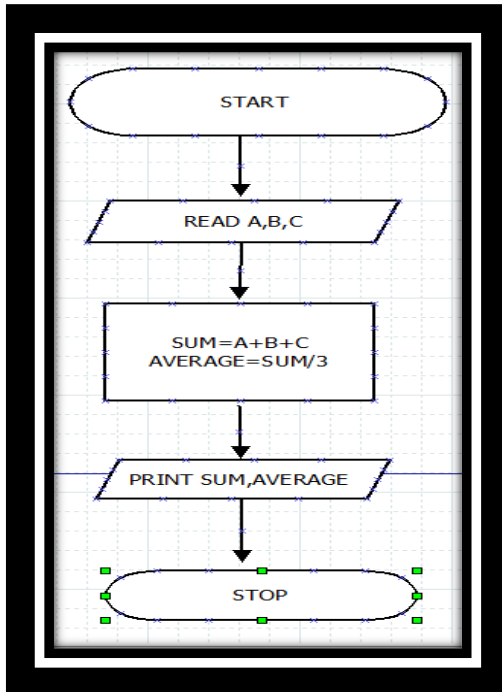 START
READ A,B,C
SUM=A+B+C
AVERAGE=SUM/3
PRINT SUM,AVERAGE
STOP